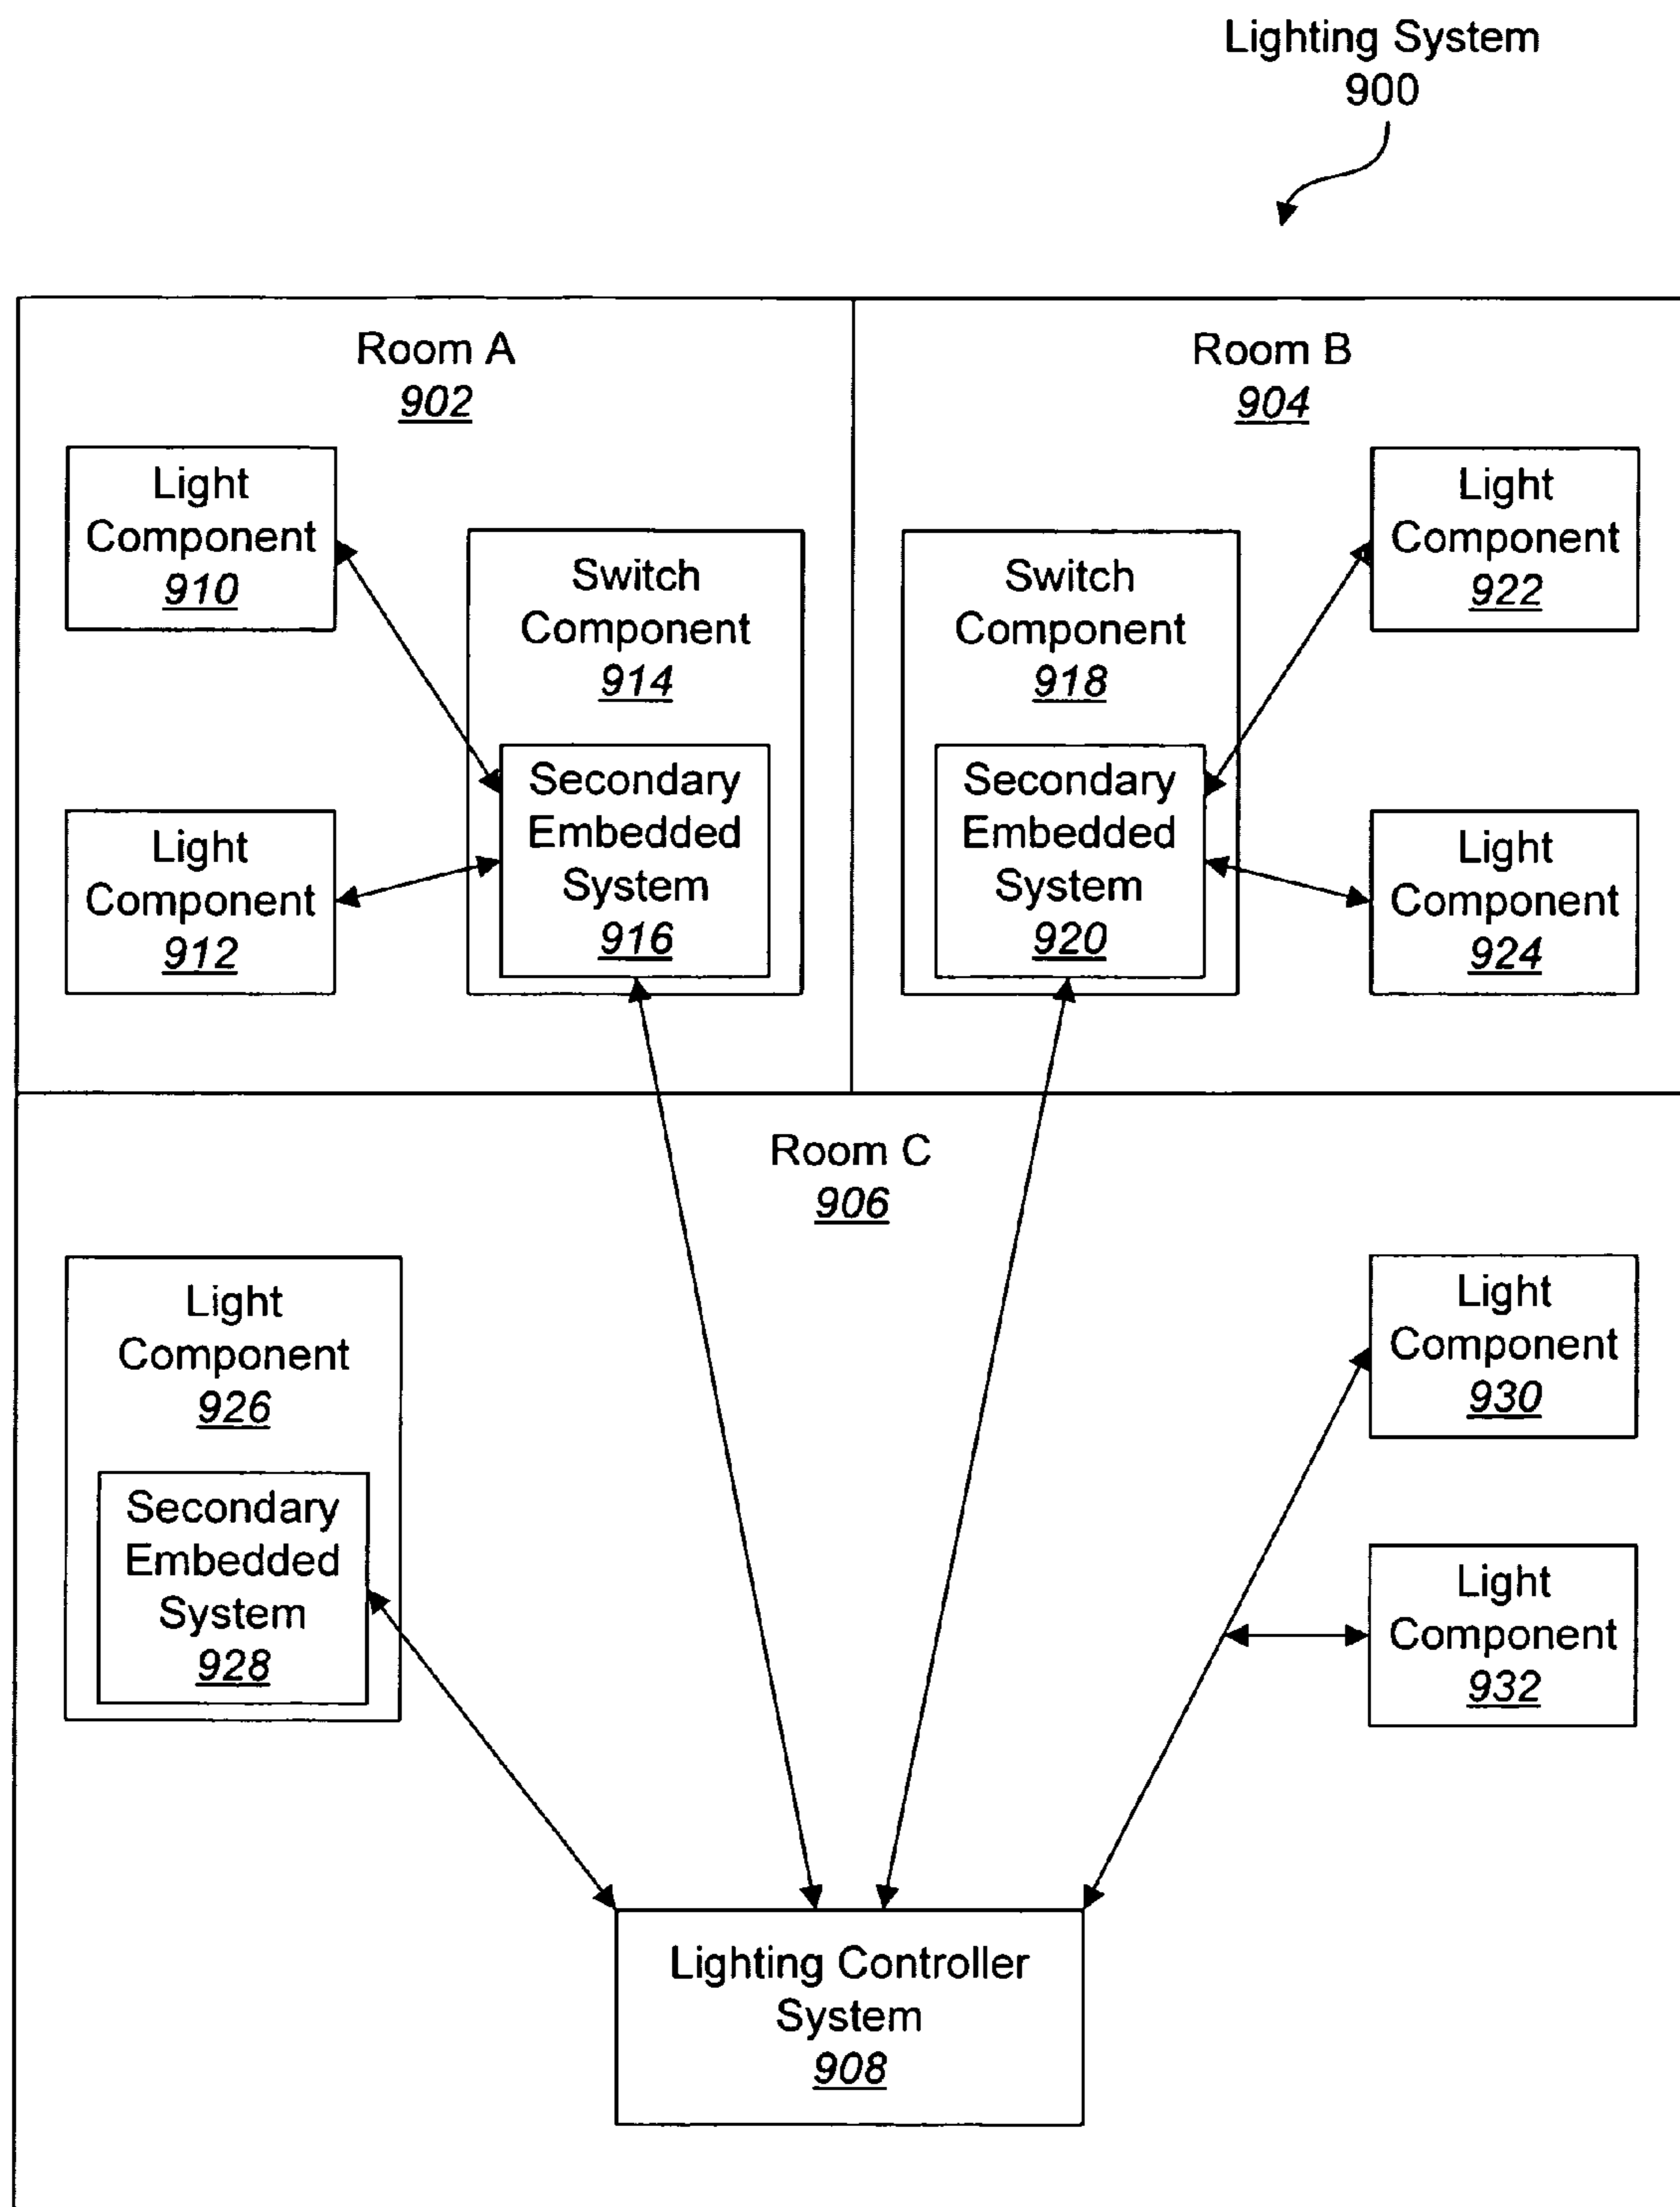 Lighting System
900
Room A
902
Light
Component
910
Switch
Component
914
Secondary
Embedded
System
916
Light
Component
912
Room B
904
Switch
Component
918
Secondary
Embedded
System
920
Light
Component
922
Light
Component
924
Room C
906
Light
Component
926
Secondary
Embedded
System
928
Light
Component
930
Light
Component
932
Lighting Controller
System
908